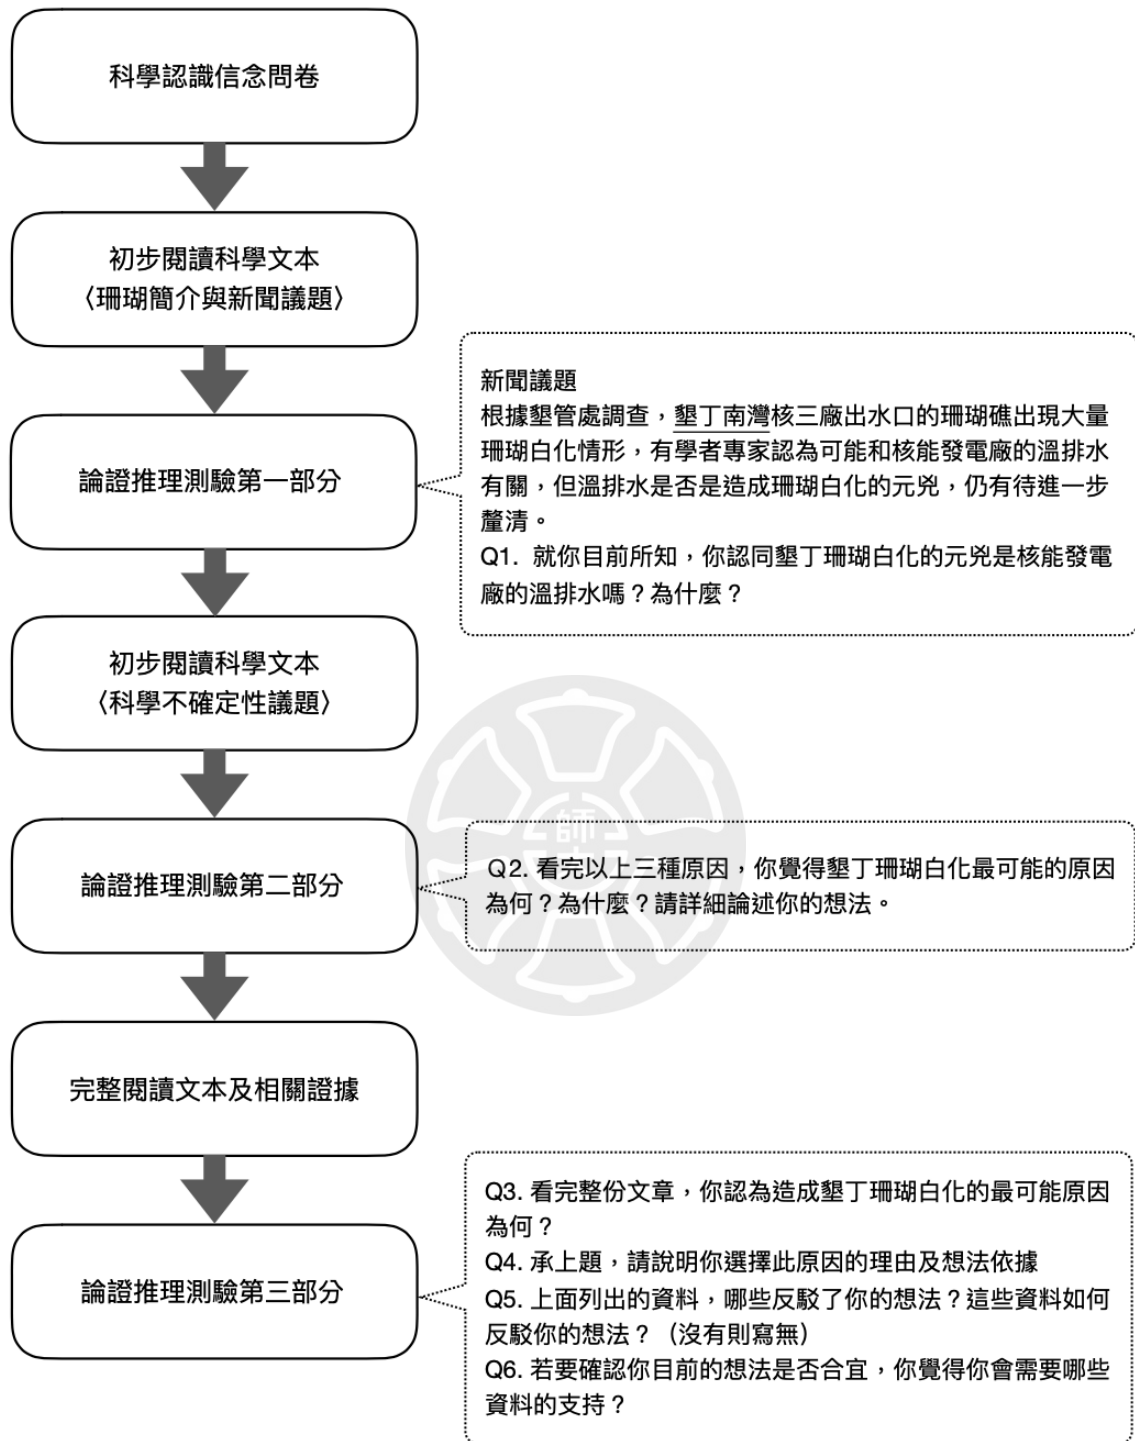 科學認識信念問卷
初步閱讀科學文本
〈珊瑚簡介與新聞議題〉
論證推理測驗第一部分
新聞議題
根據墾管處調查，墾丁南灣核三廠出水口的珊瑚礁出現大量
珊瑚白化情形，有學者專家認為可能和核能發電廠的溫排水
有關，但溫排水是否是造成珊瑚白化的元兇，仍有待進一步
釐清。
Q1. 就你目前所知，你認同墾丁珊瑚白化的元兇是核能發電
廠的溫排水嗎？為什麼？
初步閱讀科學文本
〈科學不確定性議題〉
論證推理測驗第二部分
Q2. 看完以上三種原因，你覺得墾丁珊瑚白化最可能的原因
為何？為什麼？請詳細論述你的想法。
師大
完整閱讀文本及相關證據
論證推理測驗第三部分
Q3. 看完整份文章，你認為造成墾丁珊瑚白化的最可能原因
為何？
Q4. 承上題，請說明你選擇此原因的理由及想法依據
Q5. 上面列出的資料，哪些反駁了你的想法？這些資料如何
反駁你的想法？（沒有則寫無）
Q6. 若要確認你目前的想法是否合宜，你覺得你會需要哪些
資料的支持？